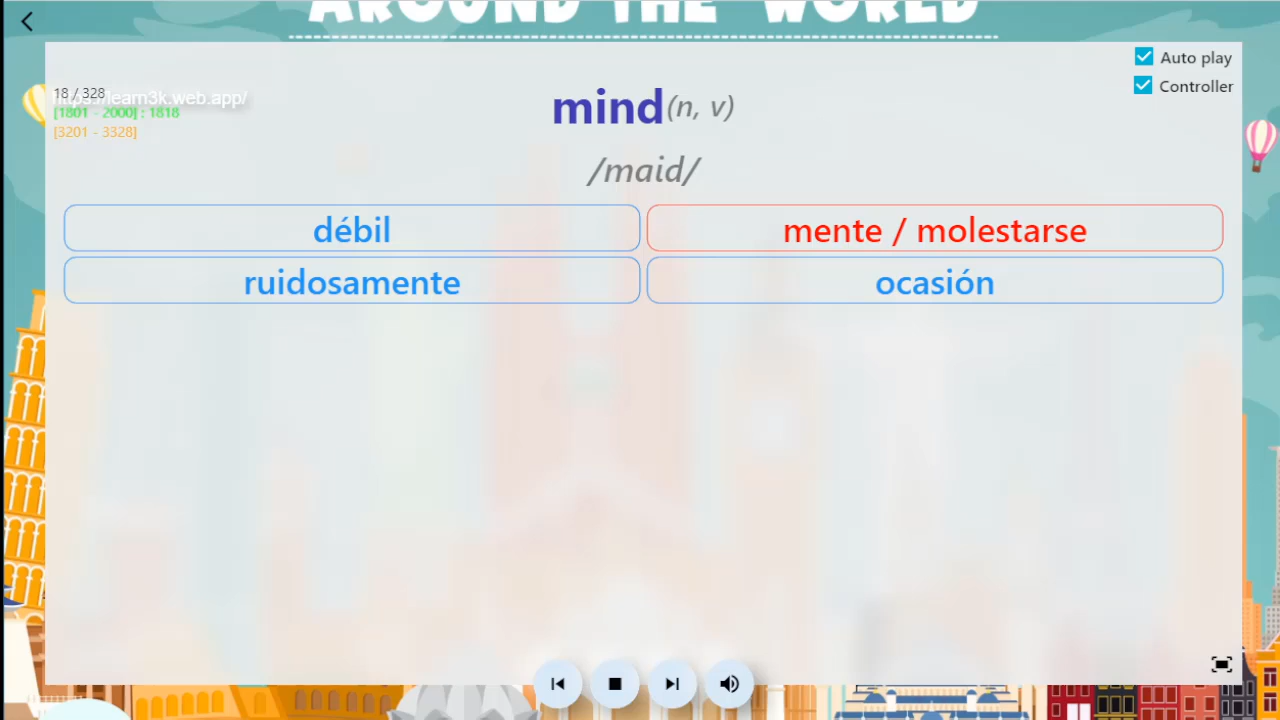 AROUND THE WORLD
Auto play
Controller
18 / 328
https://learn3k.web.app/
[1801 - 2000] : 1818
[3201 - 3328]
mind(n, v)
/maid/
débil
mente / molestarse
ruidosamente
ocasión